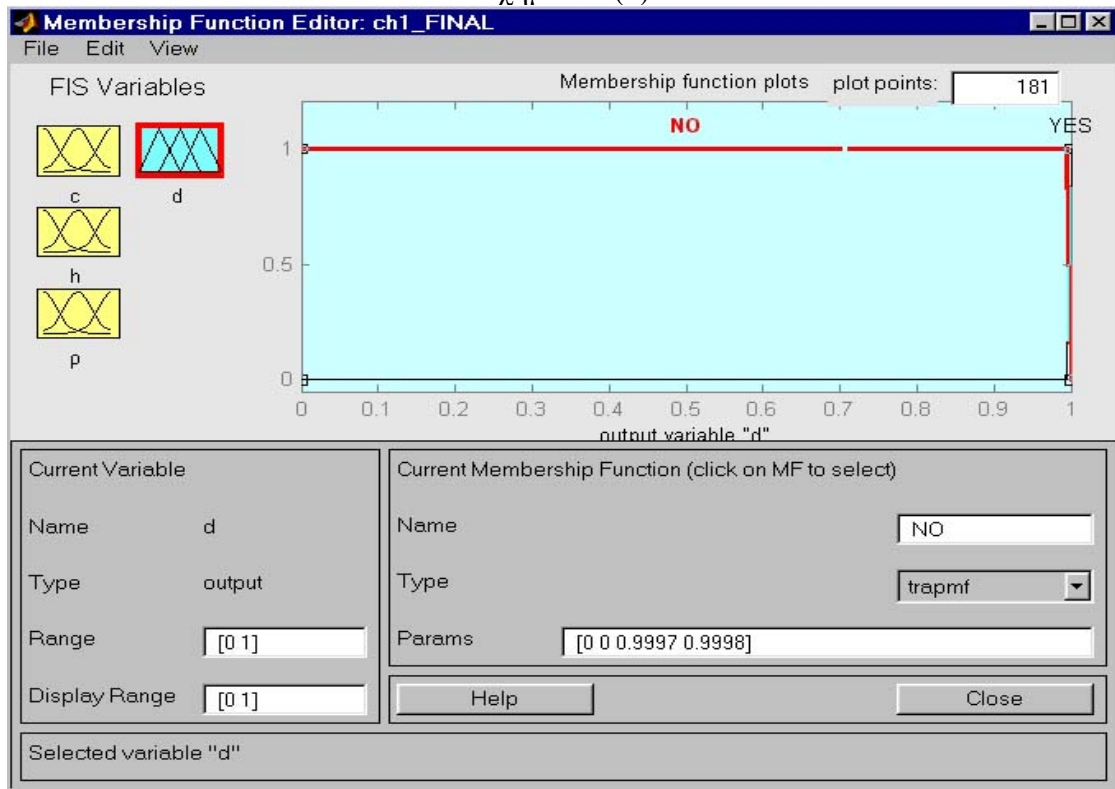 Membership Function Editor: ch1_FINAL
File Edit View
FIS Variables
Membership function plots plot points: 181
NO
YES
c d
h
p
1
0.5
0
0 0.1 0.2 0.3 0.4 0.5 0.6 0.7 0.8 0.9 1
output variable "d"
Current Variable
Name d
Type output
Range [0 1]
Display Range [0 1]
Current Membership Function (click on MF to select)
Name NO
Type trapmf
Params [0 0 0.9997 0.9998]
Help Close
Selected variable "d"